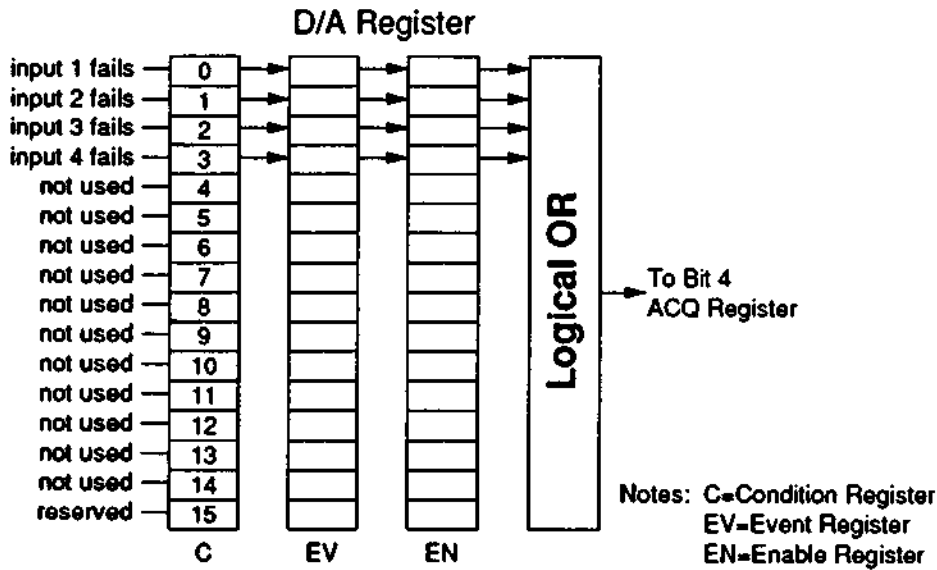 D/A Register
input 1 fails 0
input 2 fails 1
input 3 fails 2
input 4 fails 3
not used 4
not used 5
not used 6
not used 7
not used 8
not used 9
not used 10
not used 11
not used 12
not used 13
not used 14
reserved 15
C EV EN
Logical OR
To Bit 4
ACQ Register
Notes: C=Condition Register
EV=Event Register
EN=Enable Register